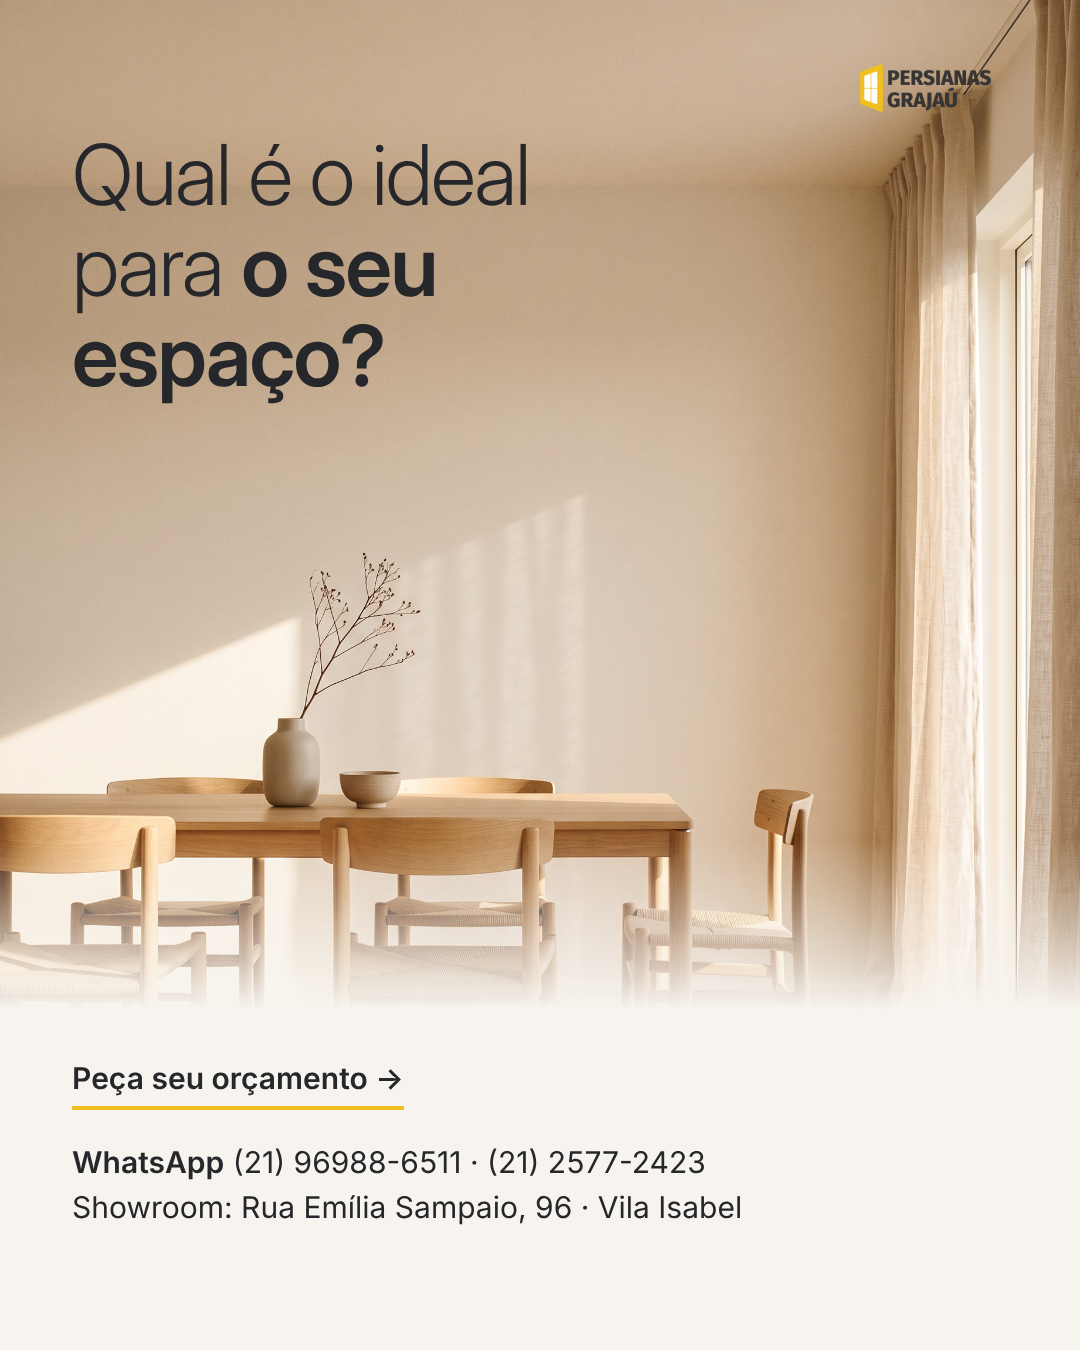 PERSIANAS
GRAJAÚ
Qual é o ideal
para o seu
espaço?
Peça seu orçamento →
WhatsApp (21) 96988-6511 · (21) 2577-2423
Showroom: Rua Emília Sampaio, 96 · Vila Isabel